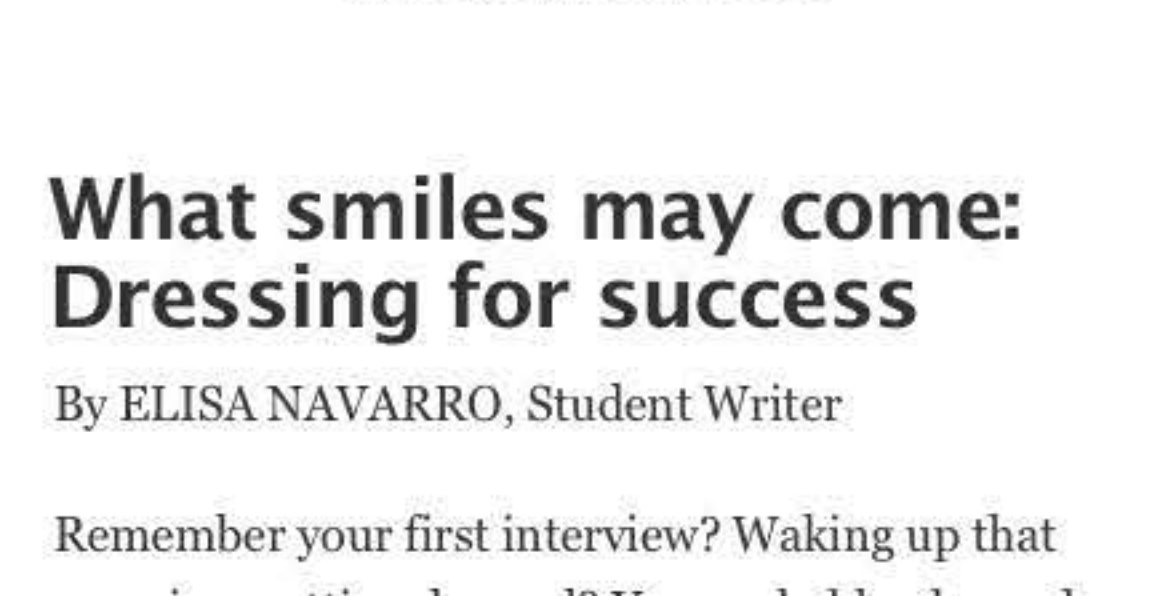 What smiles may come:
Dressing for success
By ELISA NAVARRO, Student Writer
Remember your first interview? Waking up that